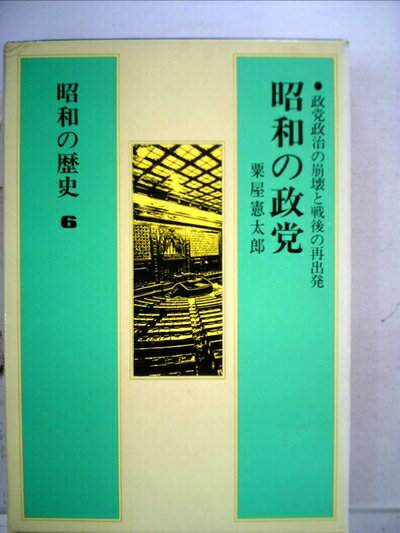 ●政党政治の崩壊と戦後の再出発
昭和の政党
粟屋憲太郎
昭和の歴史 6